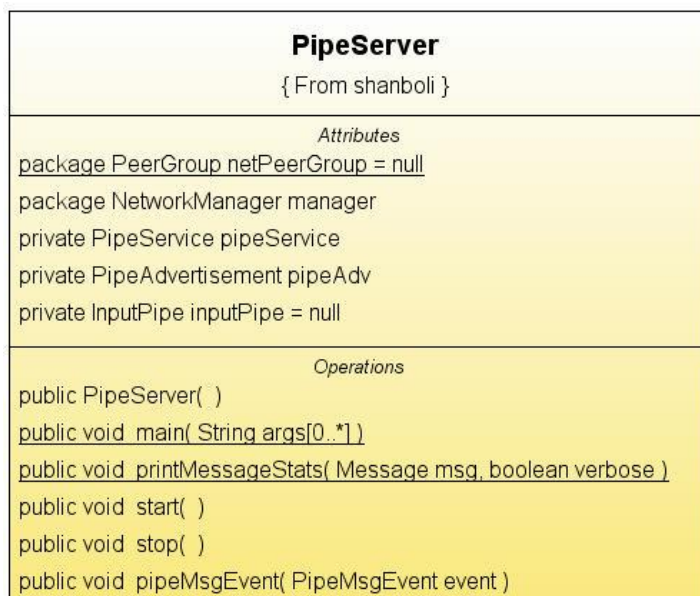 PipeServer
{ From shanboli }
Attributes
package PeerGroup netPeerGroup = null
package NetworkManager manager
private PipeService pipeService
private PipeAdvertisement pipeAdv
private InputPipe inputPipe = null
Operations
public PipeServer( )
public void main( String args[0..*] )
public void printMessageStats( Message msg, boolean verbose )
public void start( )
public void stop( )
public void pipeMsgEvent( PipeMsgEvent event )